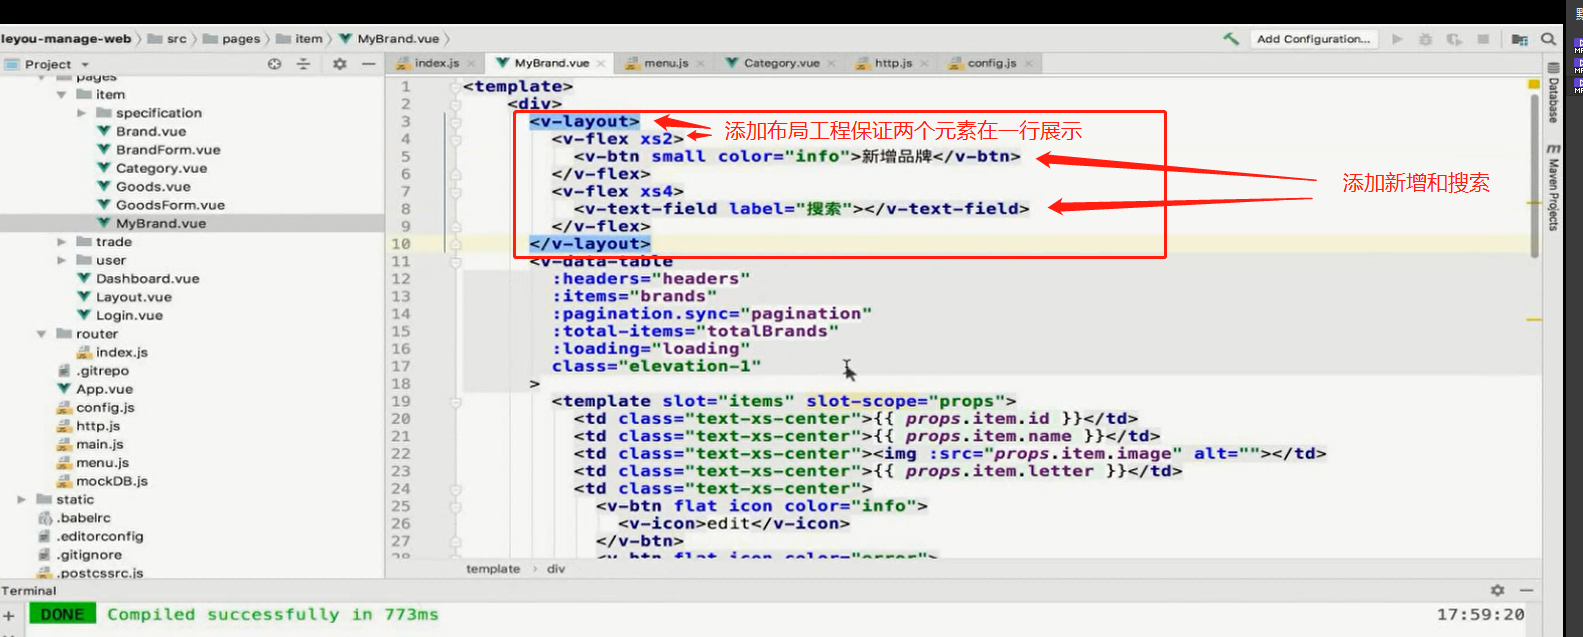 leyou-manage-web
src
pages
item
MyBrand.vue
Add Configuration...
Project
index.js
MyBrand.vue
menu.js
Category.vue
http.js
config.js
pages
item
specification
Brand.vue
BrandForm.vue
Category.vue
Goods.vue
GoodsForm.vue
MyBrand.vue
trade
user
Dashboard.vue
Layout.vue
Login.vue
router
index.js
.gitrepo
App.vue
config.js
http.js
main.js
menu.js
mockDB.js
static
.babelrc
.editorconfig
.gitignore
.postcssrc.js
1 <template>
2 <div>
3 <v-layout>
4 <v-flex xs2>
5 <v-btn small color="info">新增品牌</v-btn>
6 </v-flex>
7 <v-flex xs4>
8 <v-text-field label="搜索"></v-text-field>
9 </v-flex>
10 </v-layout>
11 <v-data-table
12 :headers="headers"
13 :items="brands"
14 :pagination.sync="pagination"
15 :total-items="totalBrands"
16 :loading="loading"
17 class="elevation-1"
18 >
19 <template slot="items" slot-scope="props">
20 <td class="text-xs-center">{{ props.item.id }}</td>
21 <td class="text-xs-center">{{ props.item.name }}</td>
22 <td class="text-xs-center"><img :src="props.item.image" alt=""></td>
23 <td class="text-xs-center">{{ props.item.letter }}</td>
24 <td class="text-xs-center">
25 <v-btn flat icon color="info">
26 <v-icon>edit</v-icon>
27 </v-btn>
28 <v-btn flat icon color="error">
添加布局工程保证两个元素在一行展示
添加新增和搜索
Database
Maven Projects
template
div
Terminal
DONE Compiled successfully in 773ms
17:59:20